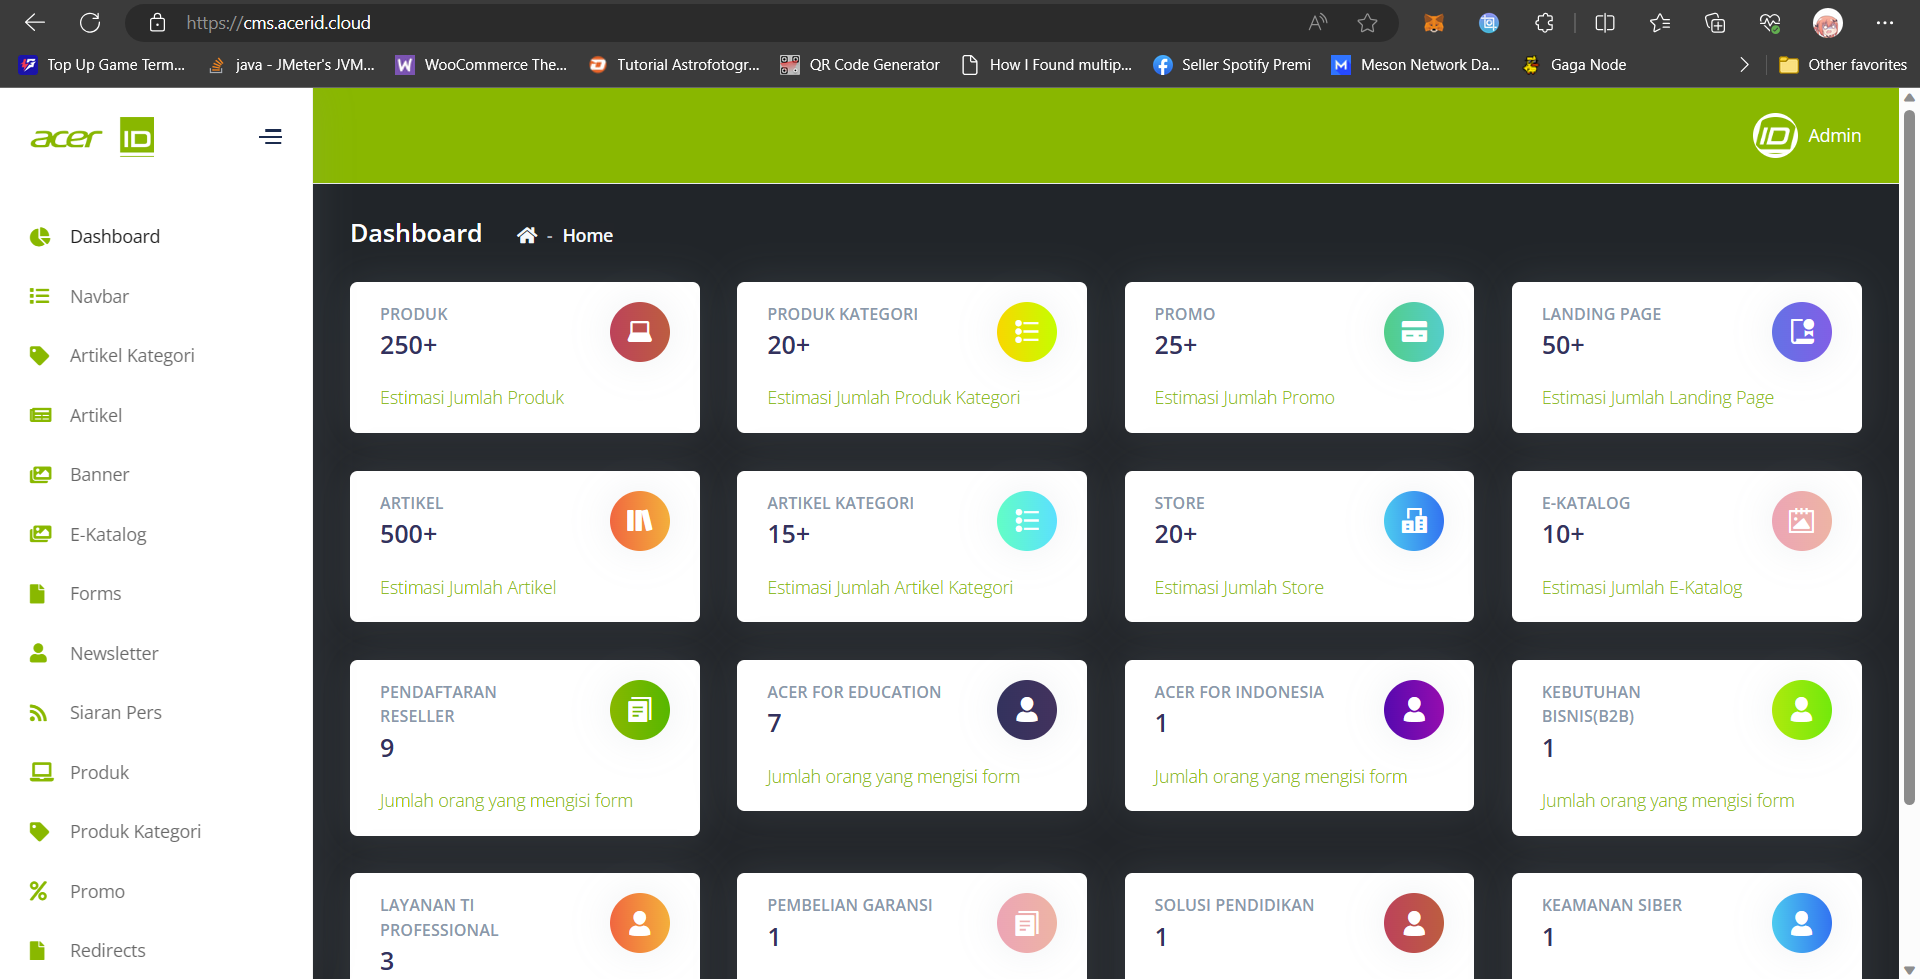 https://cms.acerid.cloud
Top Up Game Term...
java - JMeter's JVM...
WooCommerce The...
Tutorial Astrofotogr...
QR Code Generator
How I Found multip...
Seller Spotify Premi
Meson Network Da...
Gaga Node
Other favorites
acer ID
ID Admin
Dashboard
Navbar
Artikel Kategori
Artikel
Banner
E-Katalog
Forms
Newsletter
Siaran Pers
Produk
Produk Kategori
Promo
Redirects
Dashboard - Home
PRODUK
250+
Estimasi Jumlah Produk
PRODUK KATEGORI
20+
Estimasi Jumlah Produk Kategori
PROMO
25+
Estimasi Jumlah Promo
LANDING PAGE
50+
Estimasi Jumlah Landing Page
ARTIKEL
500+
Estimasi Jumlah Artikel
ARTIKEL KATEGORI
15+
Estimasi Jumlah Artikel Kategori
STORE
20+
Estimasi Jumlah Store
E-KATALOG
10+
Estimasi Jumlah E-Katalog
PENDAFTARAN
RESELLER
9
Jumlah orang yang mengisi form
ACER FOR EDUCATION
7
Jumlah orang yang mengisi form
ACER FOR INDONESIA
1
Jumlah orang yang mengisi form
KEBUTUHAN
BISNIS(B2B)
1
Jumlah orang yang mengisi form
LAYANAN TI
PROFESSIONAL
3
PEMBELIAN GARANSI
1
SOLUSI PENDIDIKAN
1
KEAMANAN SIBER
1